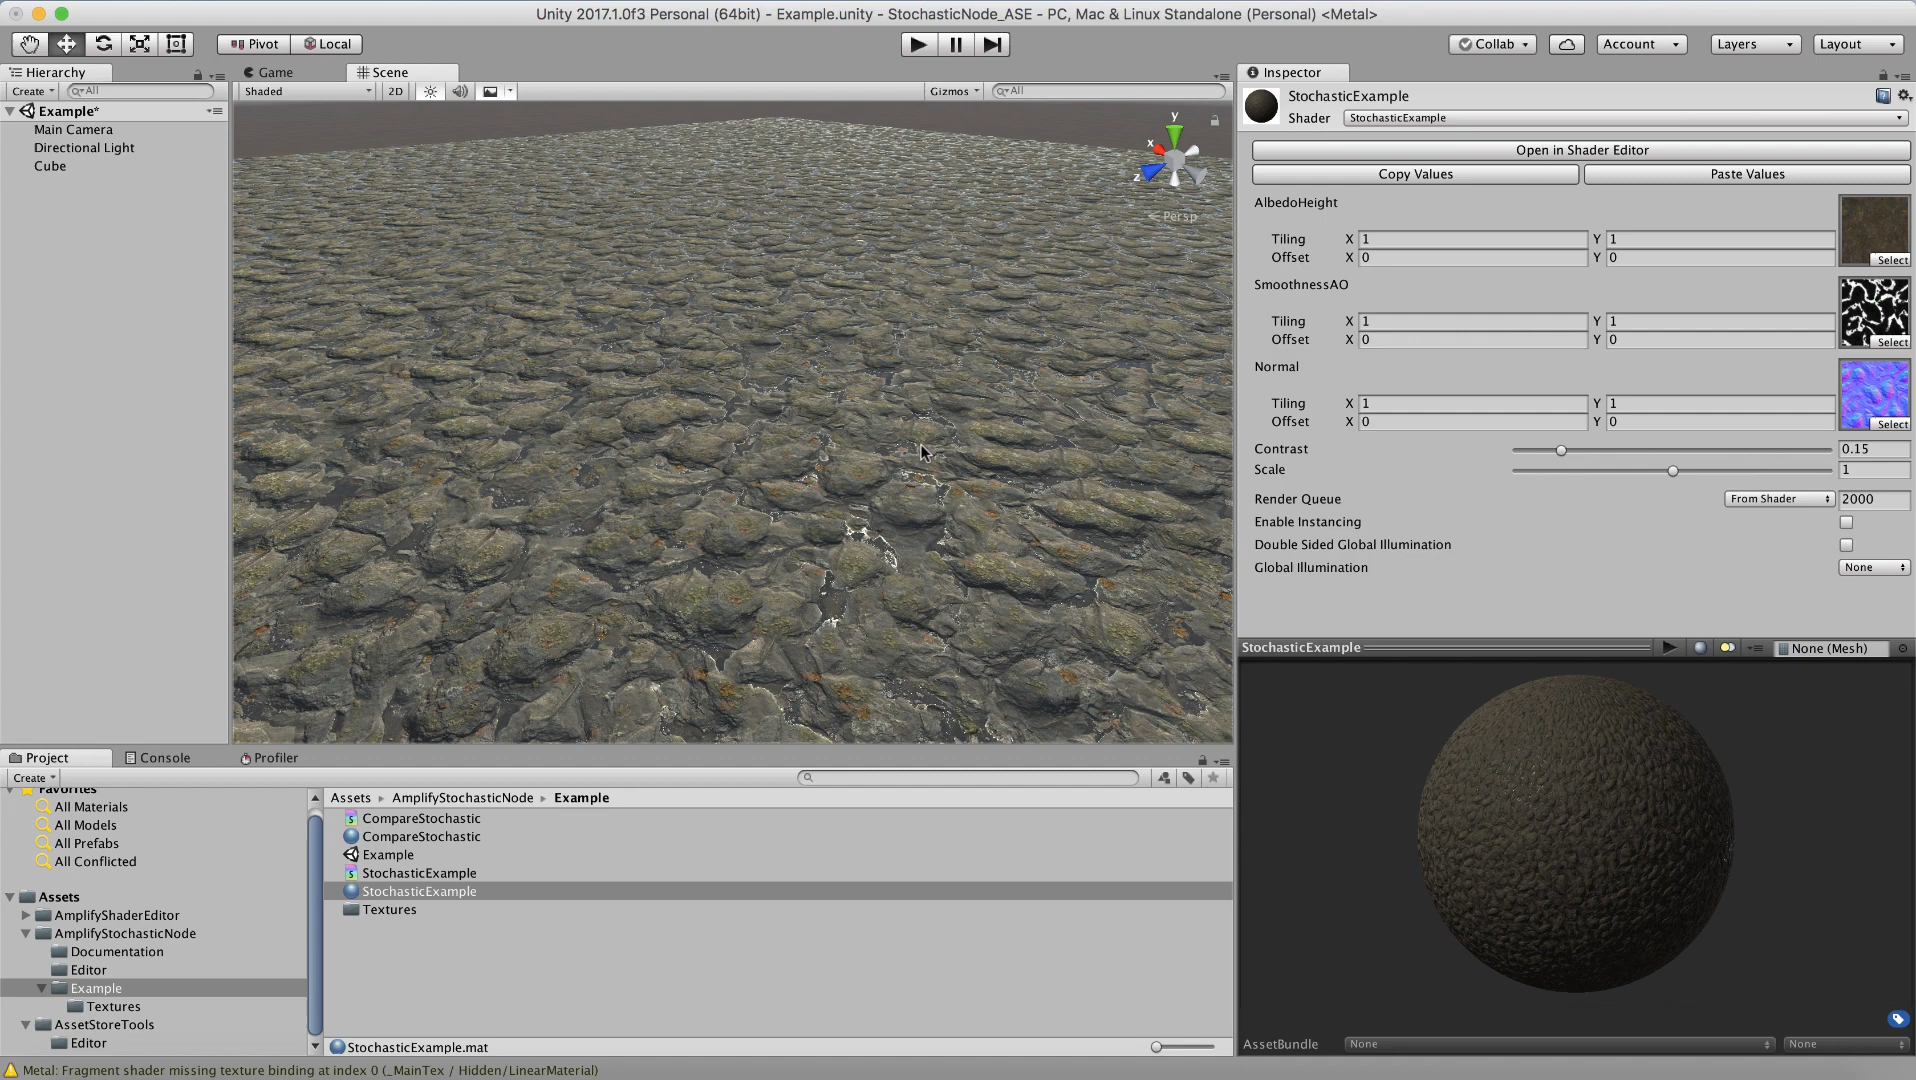 Unity 2017.1.0f3 Personal (64bit) - Example.unity - StochasticNode_ASE - PC, Mac & Linux Standalone (Personal) <Metal>
Pivot Local Collab Account Layers Layout
Hierarchy Game Scene Inspector
Create All Shaded 2D Gizmos All
Example*
Main Camera
Directional Light
Cube
y
x
z
Persp
StochasticExample
Shader StochasticExample
Open in Shader Editor
Copy Values Paste Values
AlbedoHeight
Tiling X 1 Y 1
Offset X 0 Y 0
Select
SmoothnessAO
Tiling X 1 Y 1
Offset X 0 Y 0
Select
Normal
Tiling X 1 Y 1
Offset X 0 Y 0
Select
Contrast 0.15
Scale 1
Render Queue From Shader 2000
Enable Instancing
Double Sided Global Illumination
Global Illumination None
StochasticExample None (Mesh)
AssetBundle None None
Project Console Profiler
Create
Favorites
All Materials
All Models
All Prefabs
All Conflicted
Assets
AmplifyShaderEditor
AmplifyStochasticNode
Documentation
Editor
Example
Textures
AssetStoreTools
Editor
Assets AmplifyStochasticNode Example
CompareStochastic
CompareStochastic
Example
StochasticExample
StochasticExample
Textures
StochasticExample.mat
Metal: Fragment shader missing texture binding at index 0 (_MainTex / Hidden/LinearMaterial)